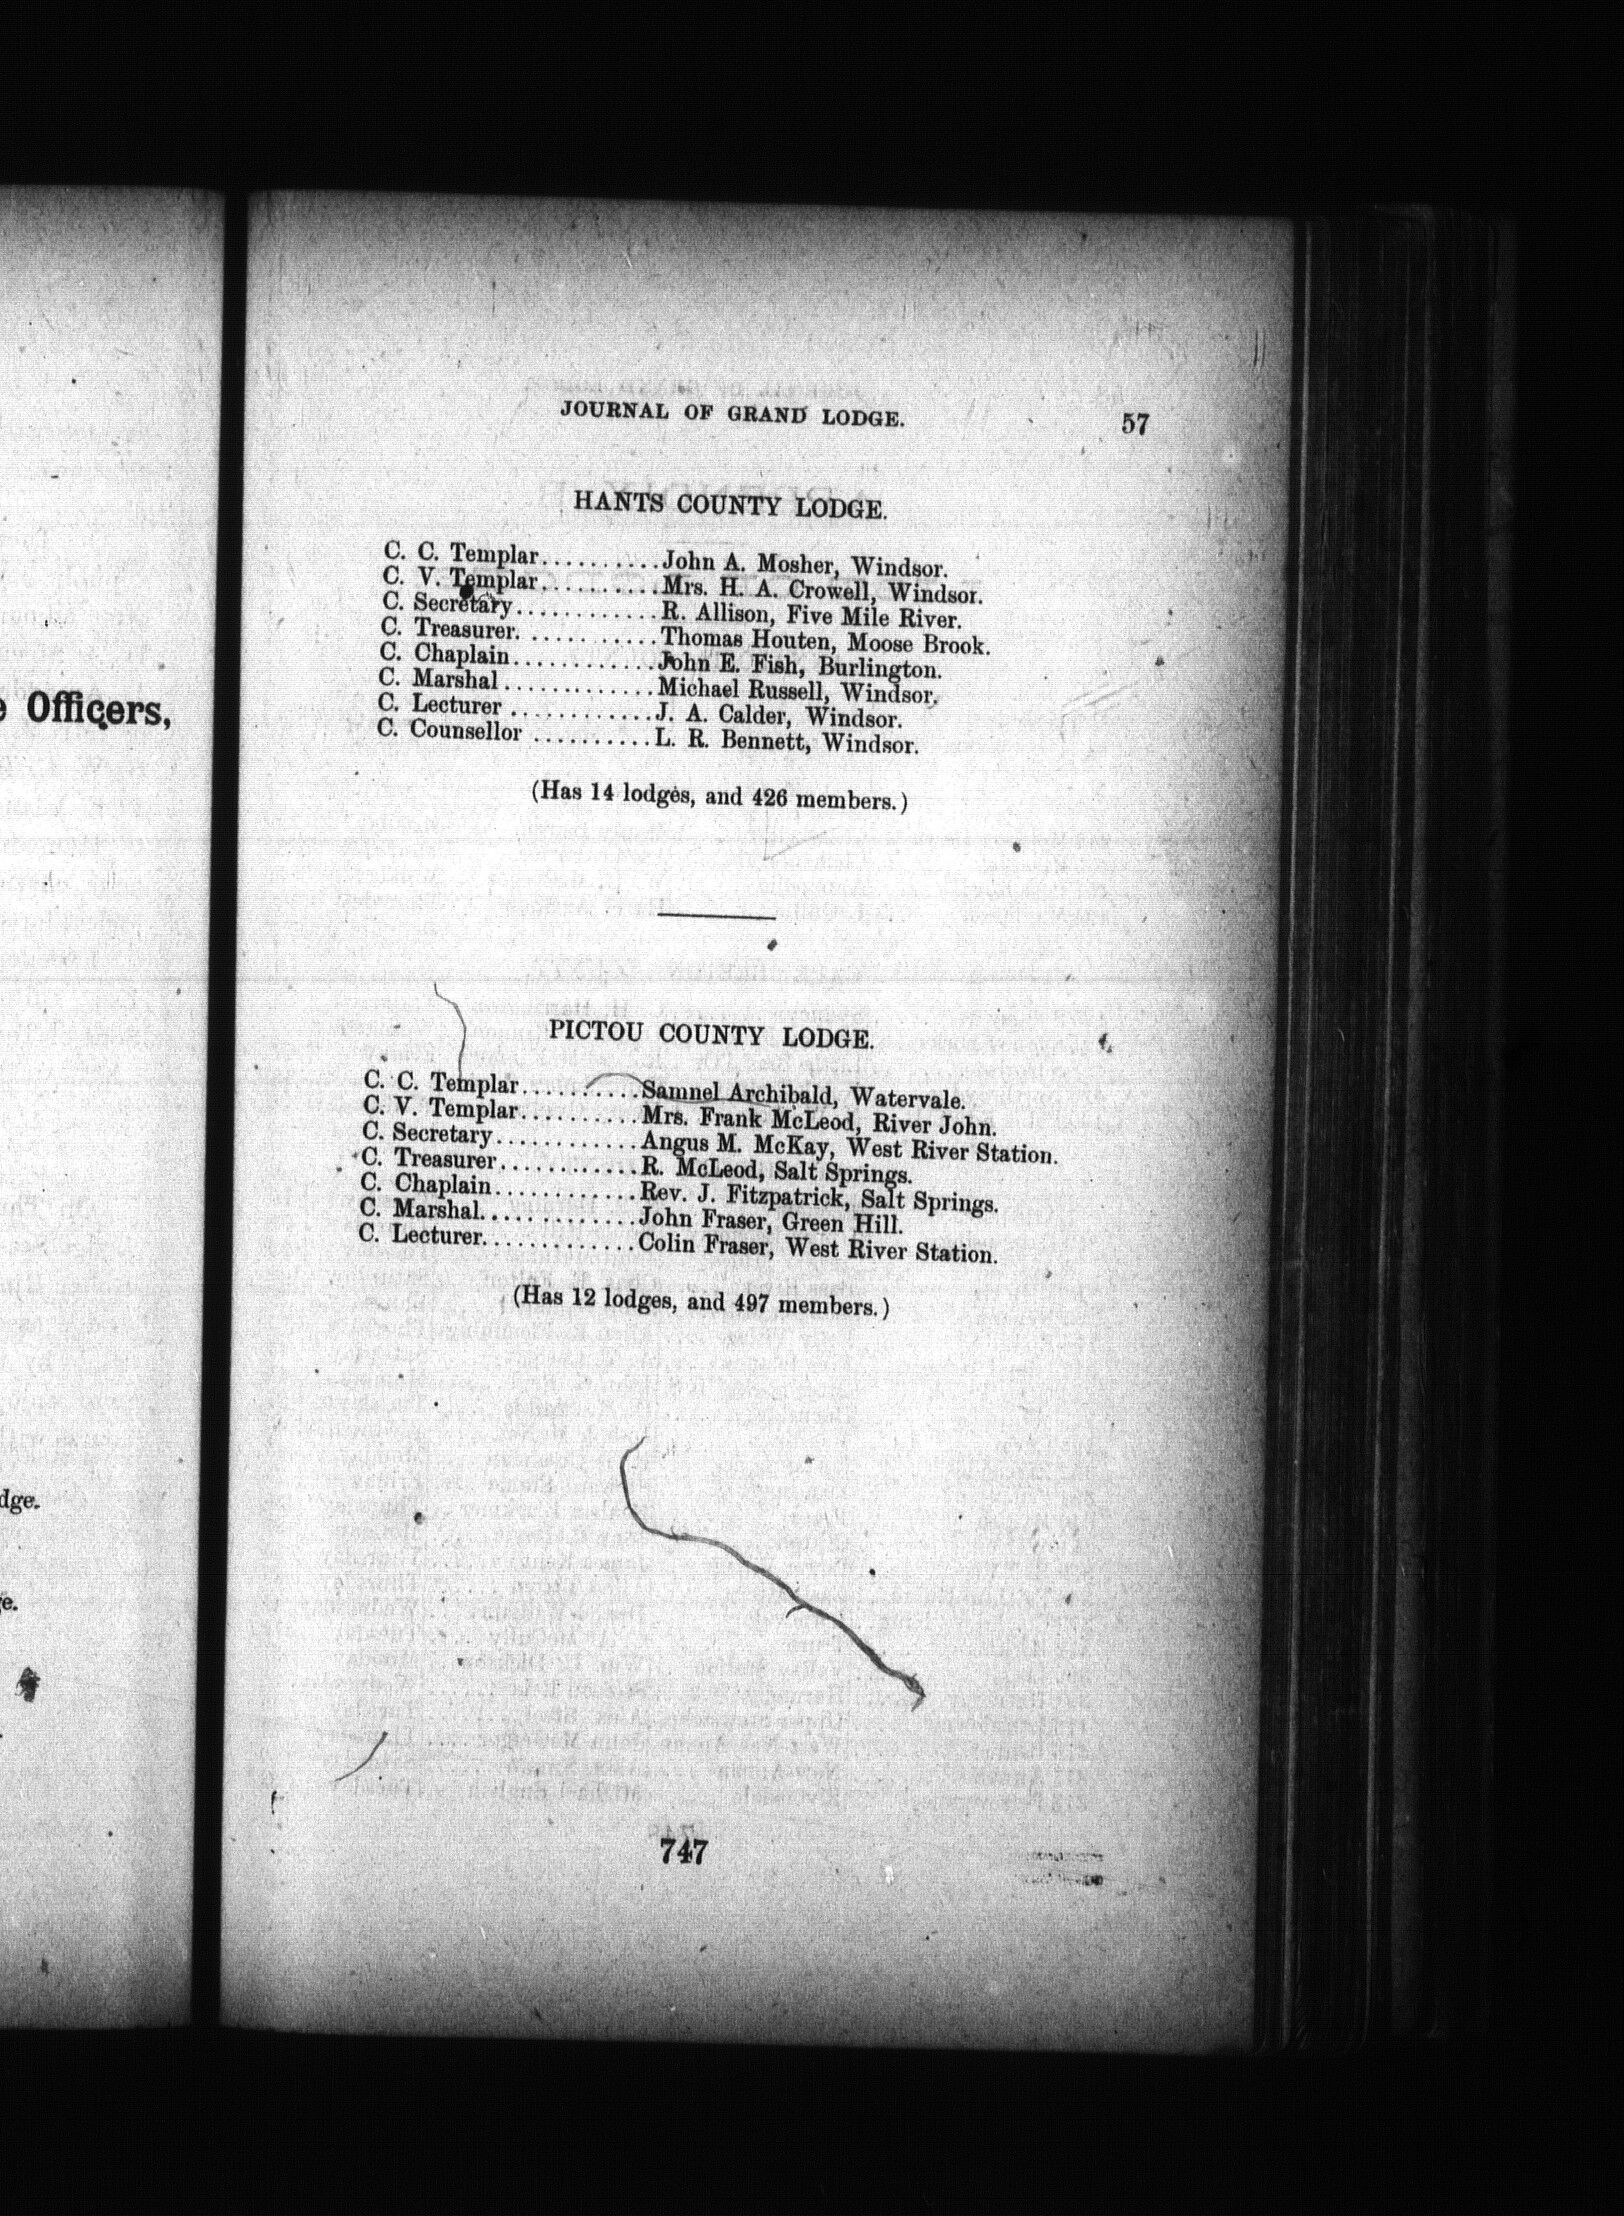 e Officers,
dge.
ge.
JOURNAL OF GRAND LODGE. 57
HANTS COUNTY LODGE.
C. C. Templar..........John A. Mosher, Windsor.
C. V. Templar..........Mrs. H. A. Crowell, Windsor.
C. Secretary............R. Allison, Five Mile River.
C. Treasurer............Thomas Houten, Moose Brook.
C. Chaplain............John E. Fish, Burlington.
C. Marshal.............Michael Russell, Windsor.
C. Lecturer............J. A. Calder, Windsor.
C. Counsellor..........L. R. Bennett, Windsor.
(Has 14 lodges, and 426 members.)
PICTOU COUNTY LODGE.
C. C. Templar..........Samnel Archibald, Watervale.
C. V. Templar..........Mrs. Frank McLeod, River John.
C. Secretary............Angus M. McKay, West River Station.
C. Treasurer............R. McLeod, Salt Springs.
C. Chaplain............Rev. J. Fitzpatrick, Salt Springs.
C. Marshal.............John Fraser, Green Hill.
C. Lecturer.............Colin Fraser, West River Station.
(Has 12 lodges, and 497 members.)
747